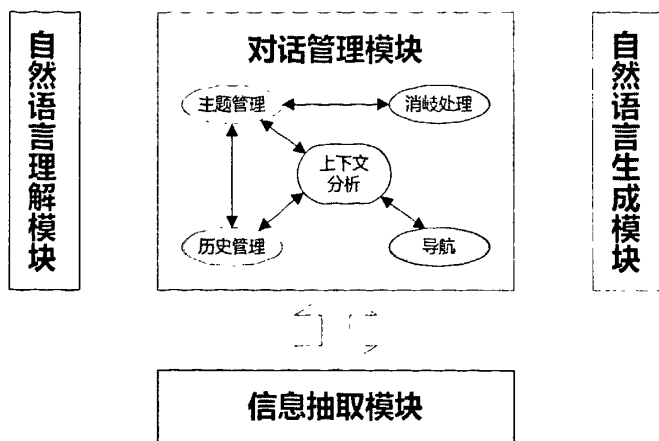 自然语言理解模块
对话管理模块
主题管理
消岐处理
上下文
分析
历史管理
导航
自然语言生成模块
信息抽取模块